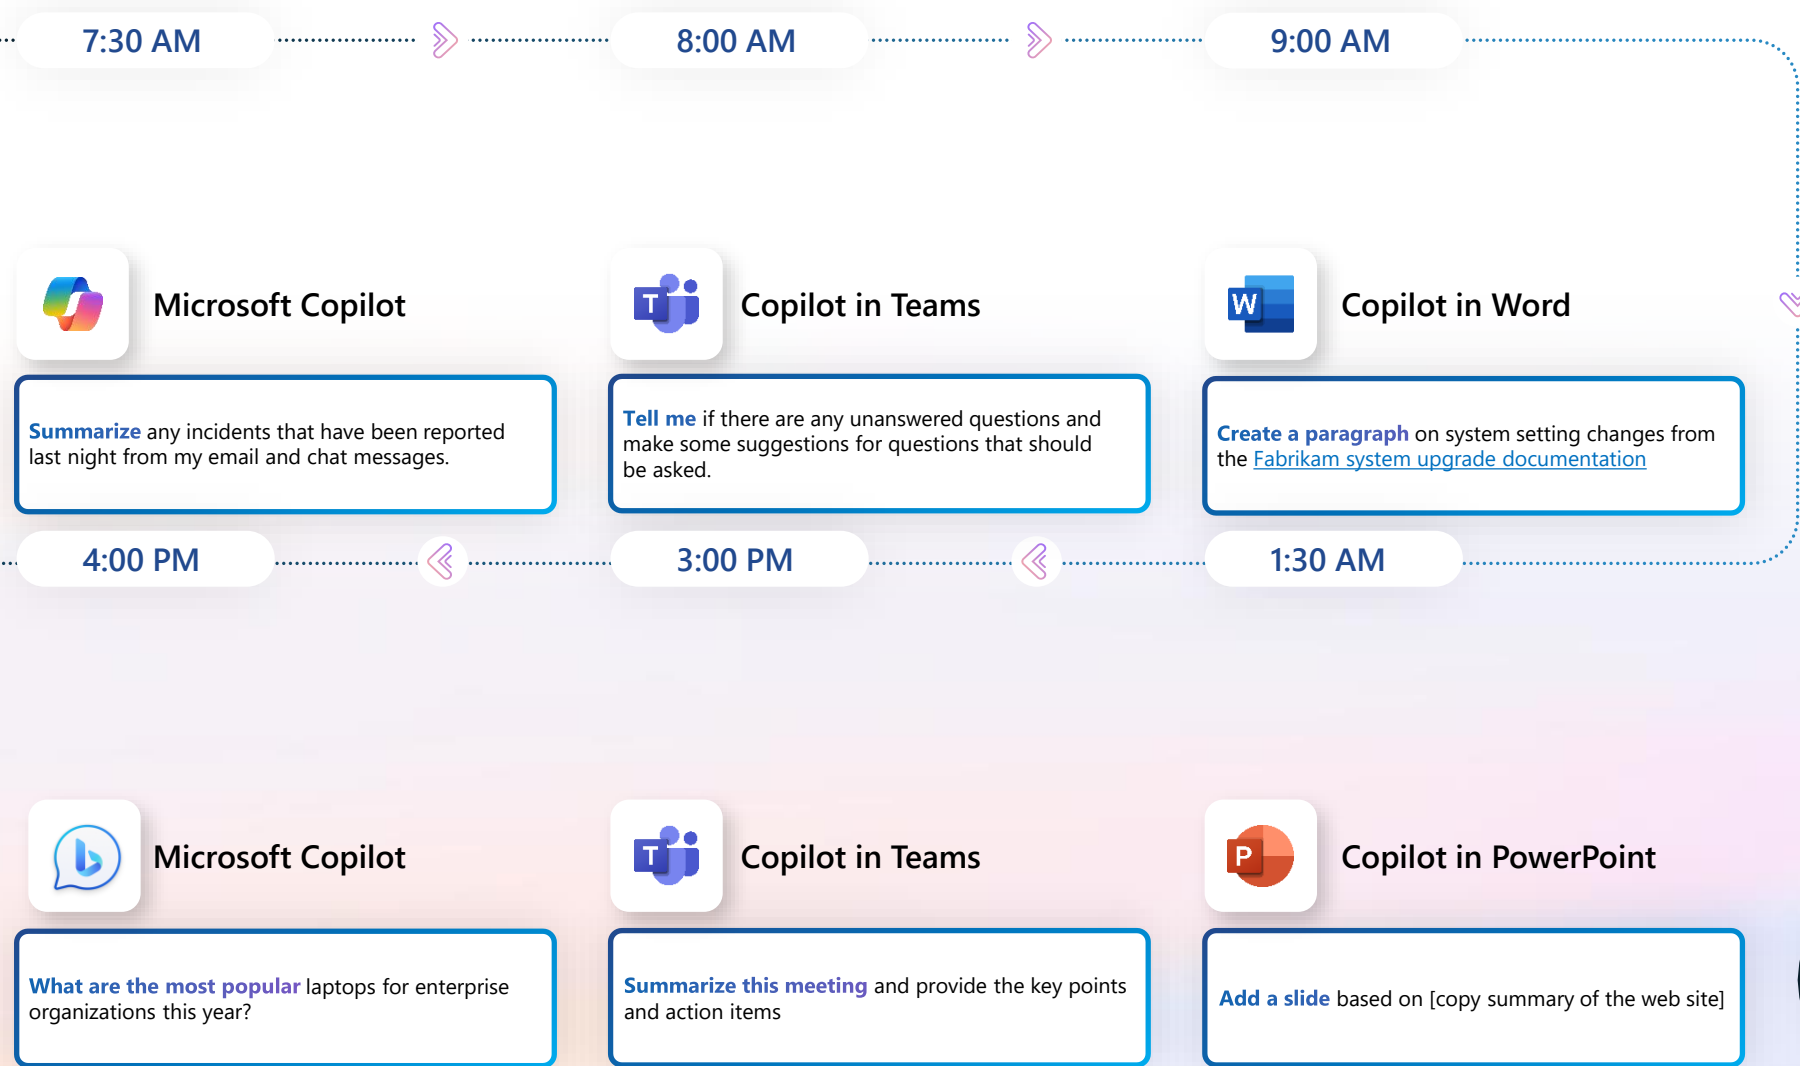 7:30 AM
8:00 AM
9:00 AM
Microsoft Copilot
Summarize any incidents that have been reported
last night from my email and chat messages.
T
Copilot in Teams
Tell me if there are any unanswered questions and
make some suggestions for questions that should
be asked.
W
Copilot in Word
Create a paragraph on system setting changes from
the Fabrikam system upgrade documentation
4:00 PM
3:00 PM
1:30 AM
Microsoft Copilot
What are the most popular laptops for enterprise
organizations this year?
T
Copilot in Teams
Summarize this meeting and provide the key points
and action items
P
Copilot in PowerPoint
Add a slide based on [copy summary of the web site]